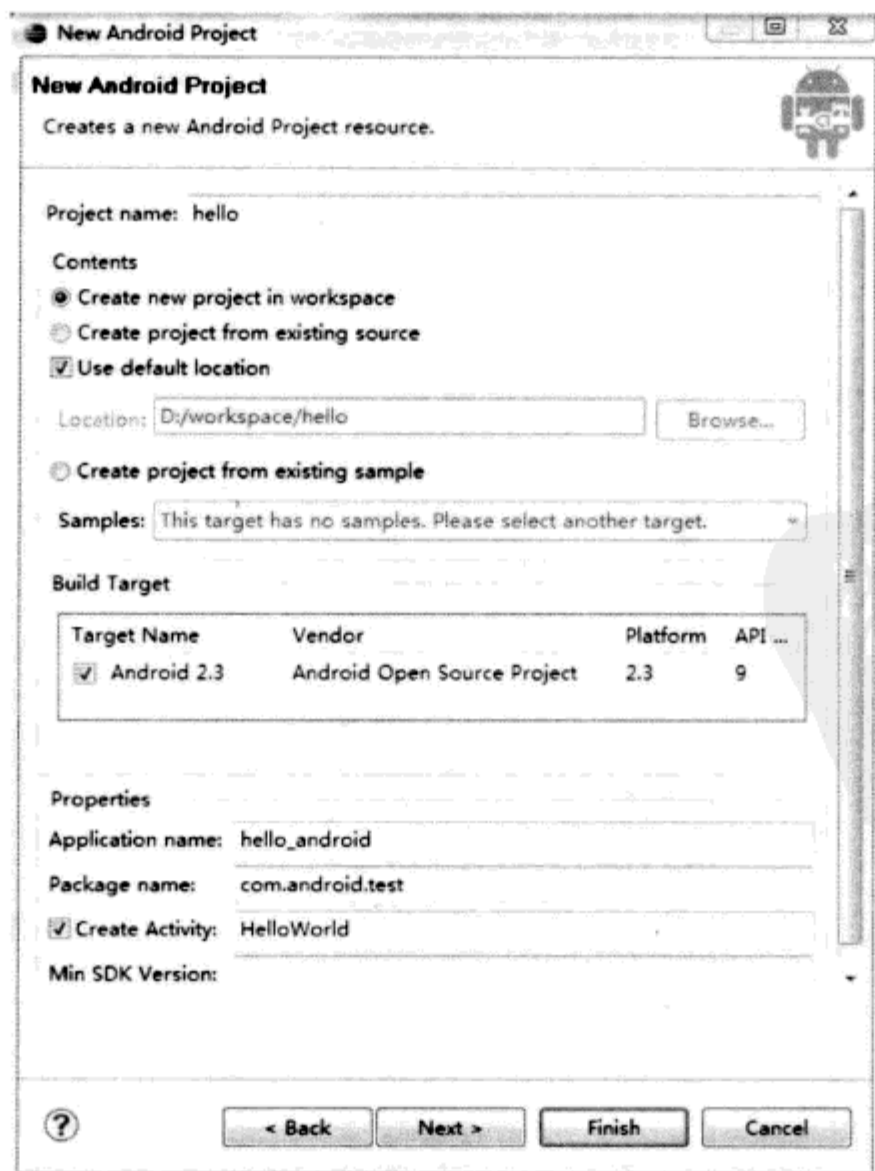 New Android Project
New Android Project
Creates a new Android Project resource.
Project name: hello
Contents
Create new project in workspace
Create project from existing source
Use default location
Location: D:/workspace/hello Browse...
Create project from existing sample
Samples: This target has no samples. Please select another target.
Build Target
Target Name Vendor Platform API ...
Android 2.3 Android Open Source Project 2.3 9
Properties
Application name: hello_android
Package name: com.android.test
Create Activity: HelloWorld
Min SDK Version:
? < Back Next > Finish Cancel